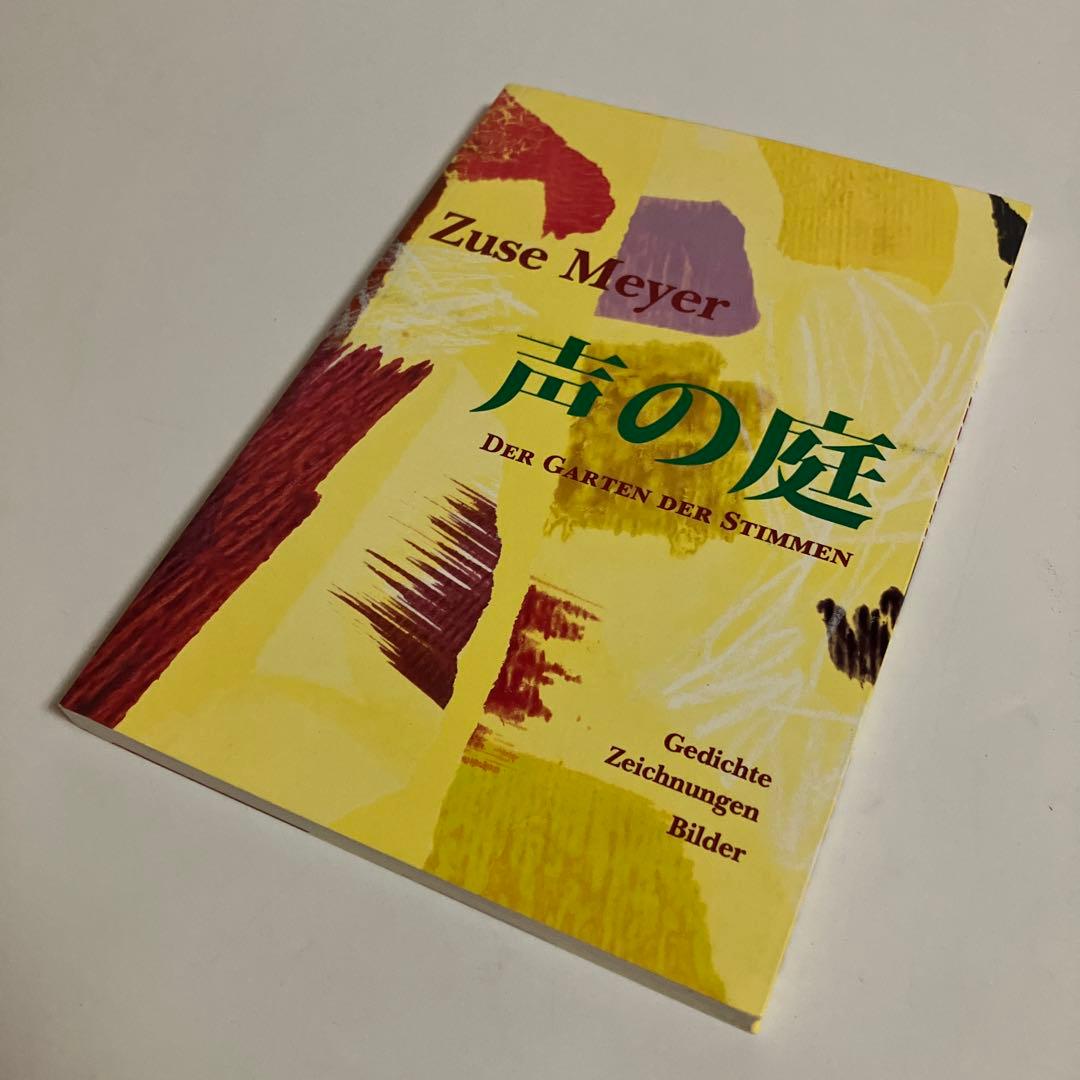 Zuse Meyer
声の庭
DER GARTEN DER STIMMEN
Gedichte
Zeichnungen
Bilder